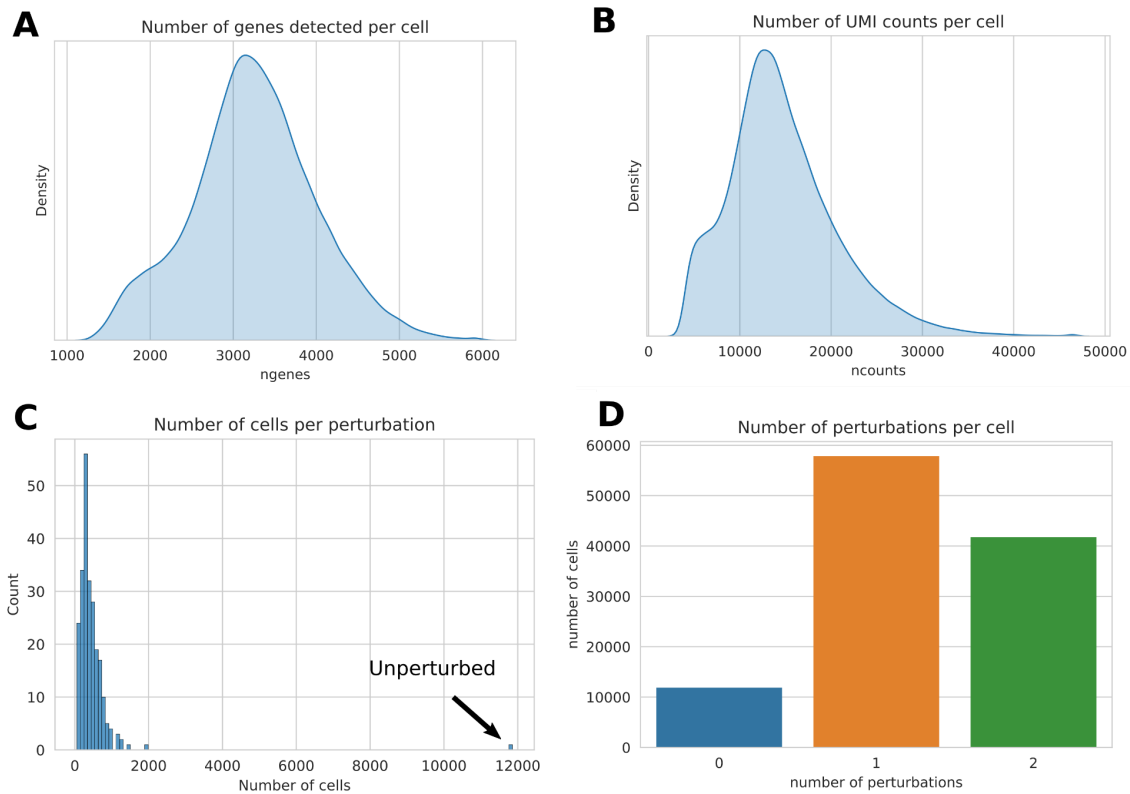 A
Number of genes detected per cell
Density
1000 2000 3000 4000 5000 6000
ngenes
B
Number of UMI counts per cell
Density
0 10000 20000 30000 40000 50000
ncounts
C
Number of cells per perturbation
Count
50
40
30
20
10
0
Unperturbed
0 2000 4000 6000 8000 10000 12000
Number of cells
D
Number of perturbations per cell
number of cells
60000
50000
40000
30000
20000
10000
0
0 1 2
number of perturbations